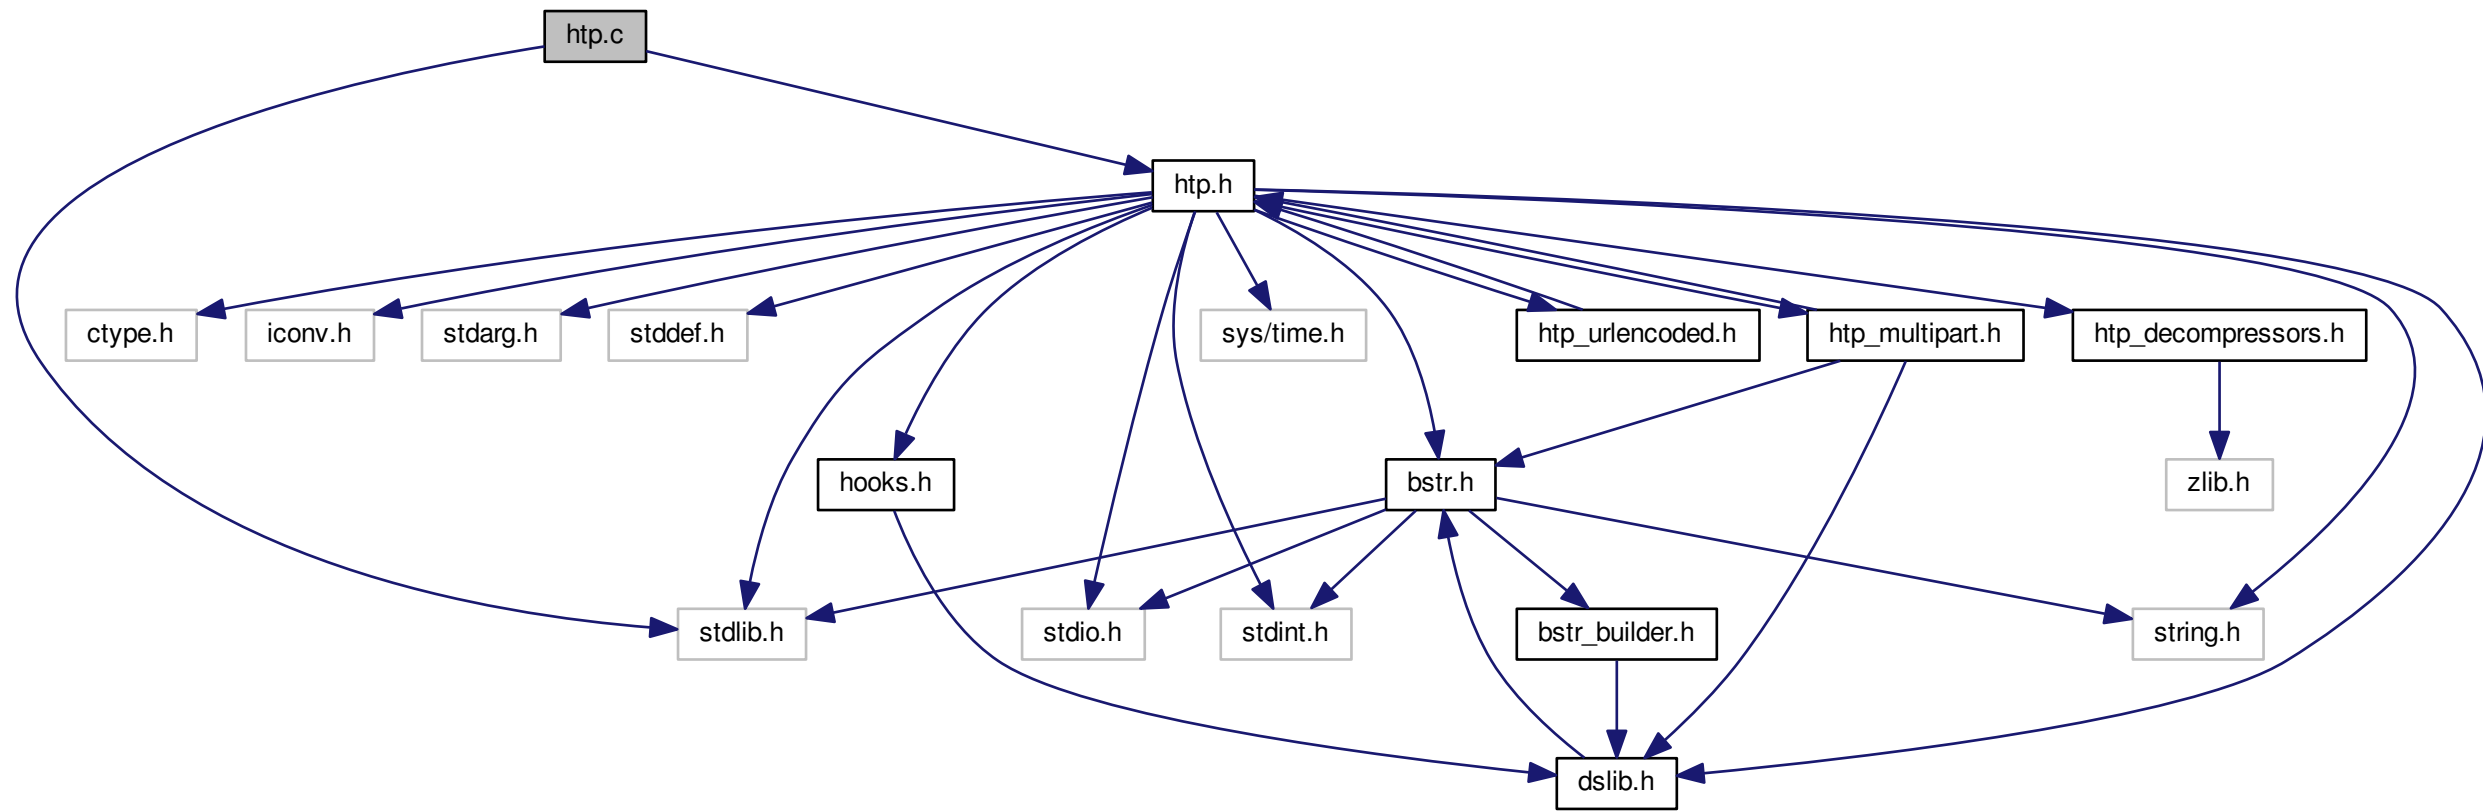 htp.c
htp.h
ctype.h
iconv.h
stdarg.h
stddef.h
sys/time.h
htp_urlencoded.h
htp_multipart.h
htp_decompressors.h
hooks.h
bstr.h
zlib.h
stdlib.h
stdio.h
stdint.h
bstr_builder.h
string.h
dslib.h